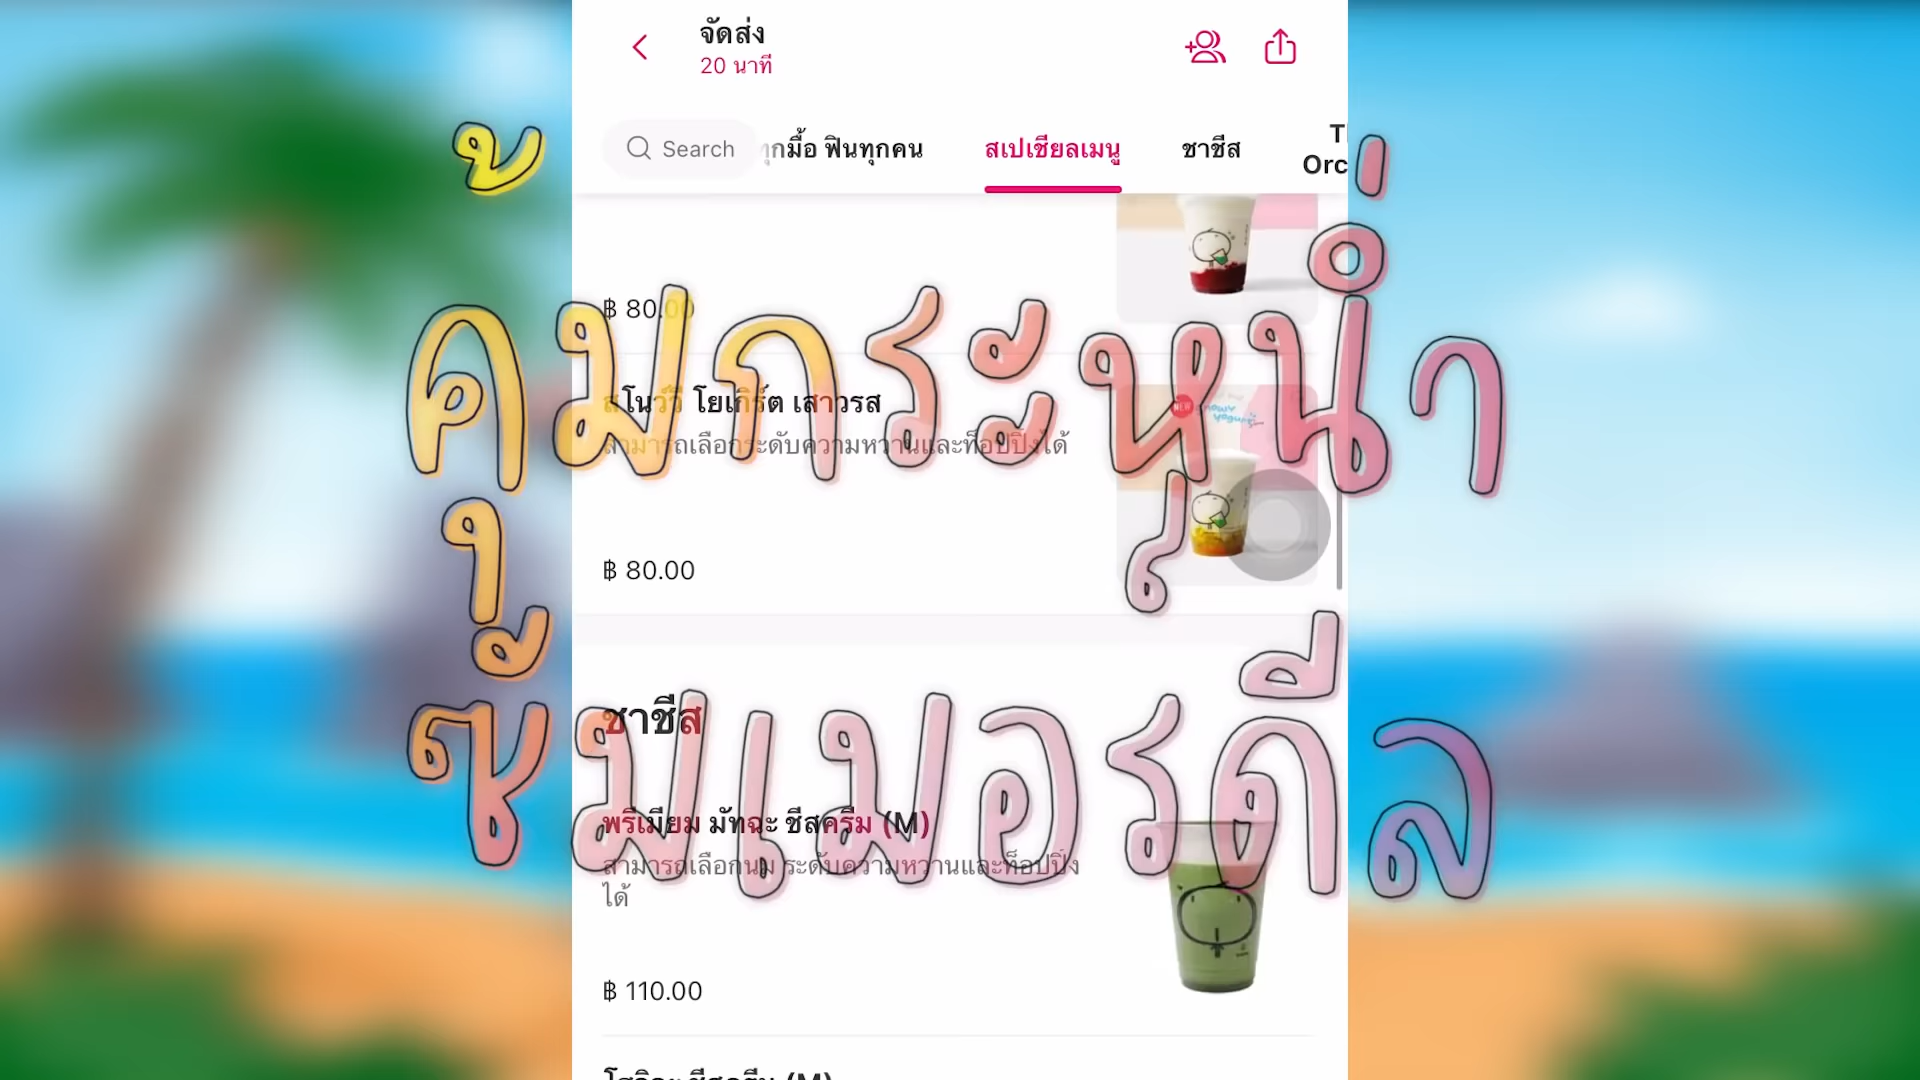 จัดส่ง
20 นาที
Search
ทุกมื้อ ฟินทุกคน
สเปเชียลเมนู
ชาชีส
Orc
฿ 80.00
คุ้มกระหน่ำ
สโนว์วี่ โยเกิร์ต เสาวรส
NEW
สามารถเลือกระดับความหวานและท็อปปิ้งได้
฿ 80.00
ซัมเมอร์ดีล
ชาชีส
พรีเมียม มัทฉะ ชีสครีม (M)
สามารถเลือกนม ระดับความหวานและท็อปปิ้ง
ได้
฿ 110.00